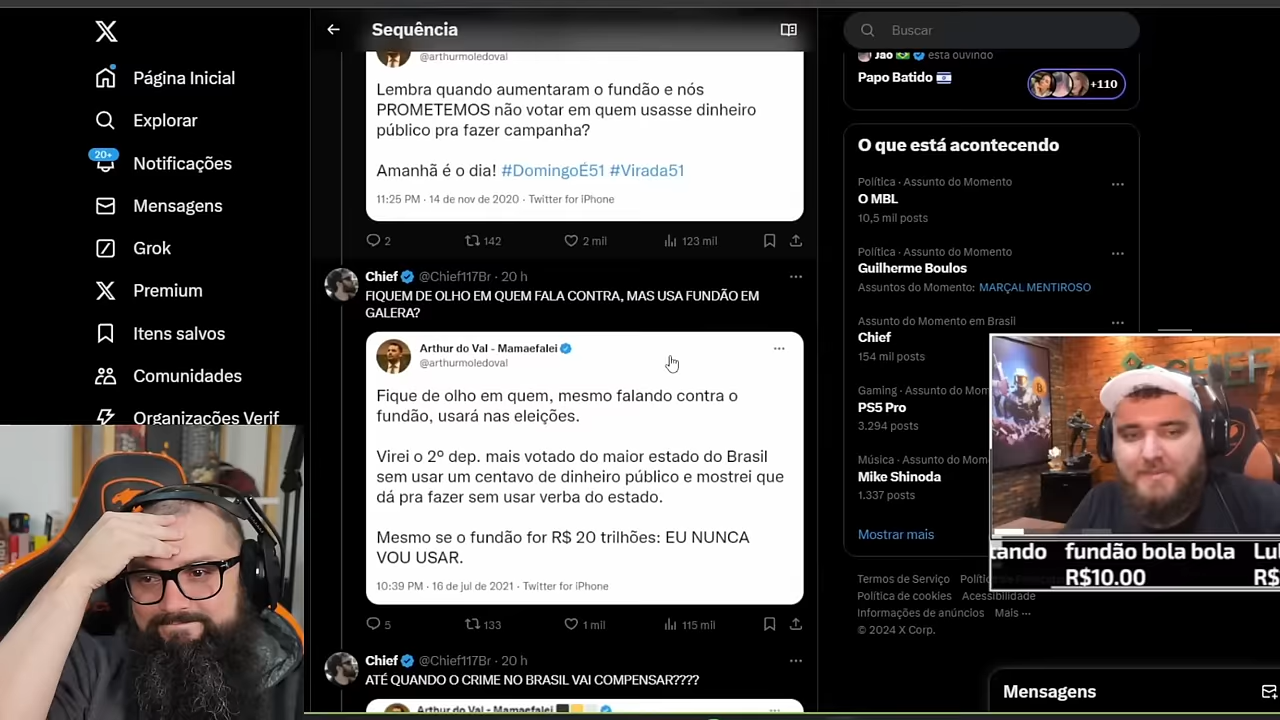 Página Inicial
Explorar
20+
Notificações
Mensagens
Grok
Premium
Itens salvos
Comunidades
Organizações Verif
Sequência
@arthurmoledoval
Lembra quando aumentaram o fundão e nós
PROMETEMOS não votar em quem usasse dinheiro
público pra fazer campanha?
Amanhã é o dia! #DomingoÉ51 #Virada51
11:25 PM · 14 de nov de 2020 · Twitter for iPhone
2 142 2 mil 123 mil
Chief @Chief117Br · 20 h
FIQUEM DE OLHO EM QUEM FALA CONTRA, MAS USA FUNDÃO EM
GALERA?
Arthur do Val - Mamaefalei
@arthurmoledoval
Fique de olho em quem, mesmo falando contra o
fundão, usará nas eleições.
Virei o 2º dep. mais votado do maior estado do Brasil
sem usar um centavo de dinheiro público e mostrei que
dá pra fazer sem usar verba do estado.
Mesmo se o fundão for R$ 20 trilhões: EU NUNCA
VOU USAR.
10:39 PM · 16 de jul de 2021 · Twitter for iPhone
5 133 1 mil 115 mil
Chief @Chief117Br · 20 h
ATÉ QUANDO O CRIME NO BRASIL VAI COMPENSAR????
Arthur do Val - Mamaefalei
Buscar
Jão está ouvindo
Papo Batido
+110
O que está acontecendo
Política · Assunto do Momento
O MBL
10,5 mil posts
Política · Assunto do Momento
Guilherme Boulos
Assuntos do Momento: MARÇAL MENTIROSO
Assunto do Momento em Brasil
Chief
154 mil posts
Gaming · Assunto do Mom
PS5 Pro
3.294 posts
Música · Assunto do Mom
Mike Shinoda
1.337 posts
Mostrar mais
CHIEF
tando fundão bola bola Lu
R$10.00 R$
Termos de Serviço Políti
Política de cookies Acessibilidade
Informações de anúncios Mais ···
© 2024 X Corp.
Mensagens